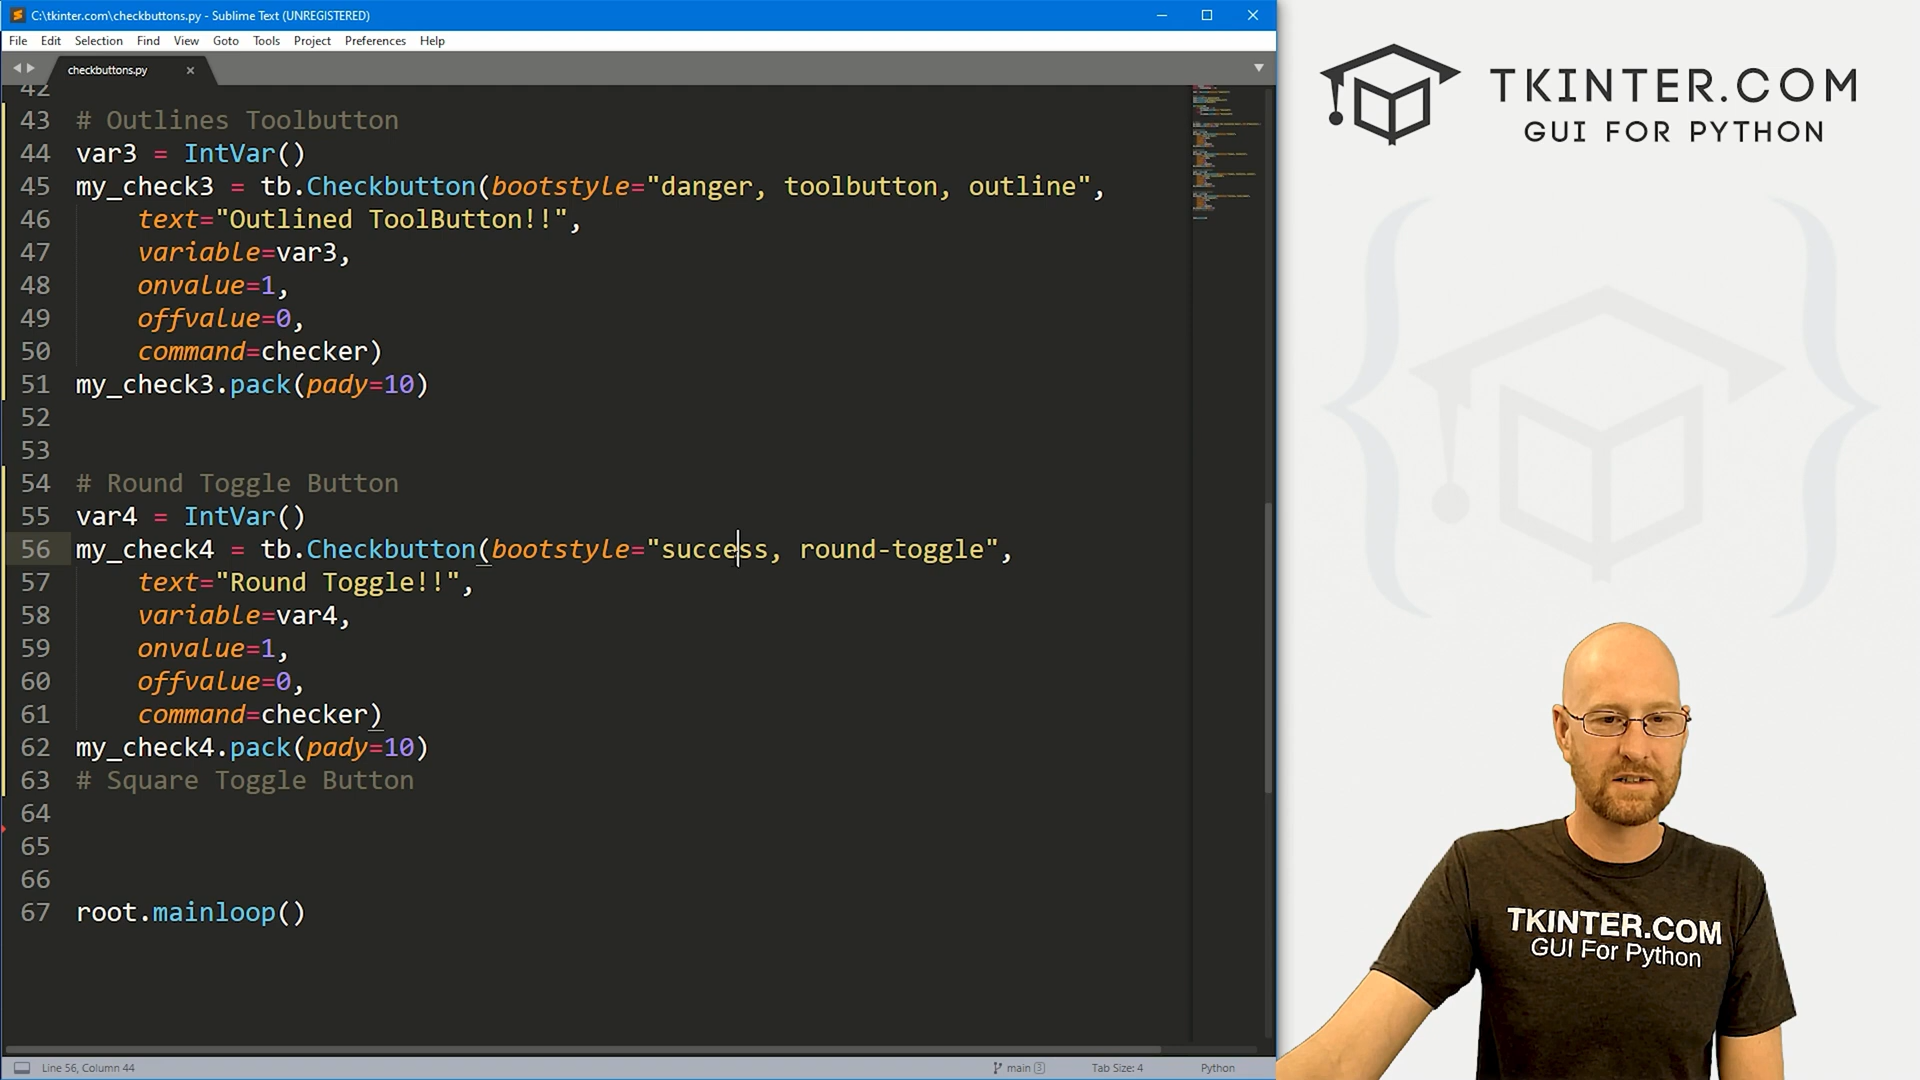 C:\tkinter.com\checkbuttons.py - Sublime Text (UNREGISTERED)
File Edit Selection Find View Goto Tools Project Preferences Help
checkbuttons.py
42
43 # Outlines Toolbutton
44 var3 = IntVar()
45 my_check3 = tb.Checkbutton(bootstyle="danger, toolbutton, outline",
46 text="Outlined ToolButton!!",
47 variable=var3,
48 onvalue=1,
49 offvalue=0,
50 command=checker)
51 my_check3.pack(pady=10)
52
53
54 # Round Toggle Button
55 var4 = IntVar()
56 my_check4 = tb.Checkbutton(bootstyle="success, round-toggle",
57 text="Round Toggle!!",
58 variable=var4,
59 onvalue=1,
60 offvalue=0,
61 command=checker)
62 my_check4.pack(pady=10)
63 # Square Toggle Button
64
65
66
67 root.mainloop()
Line 56, Column 44 main 3 Tab Size: 4 Python
TKINTER.COM
GUI FOR PYTHON
TKINTER.COM
GUI For Python